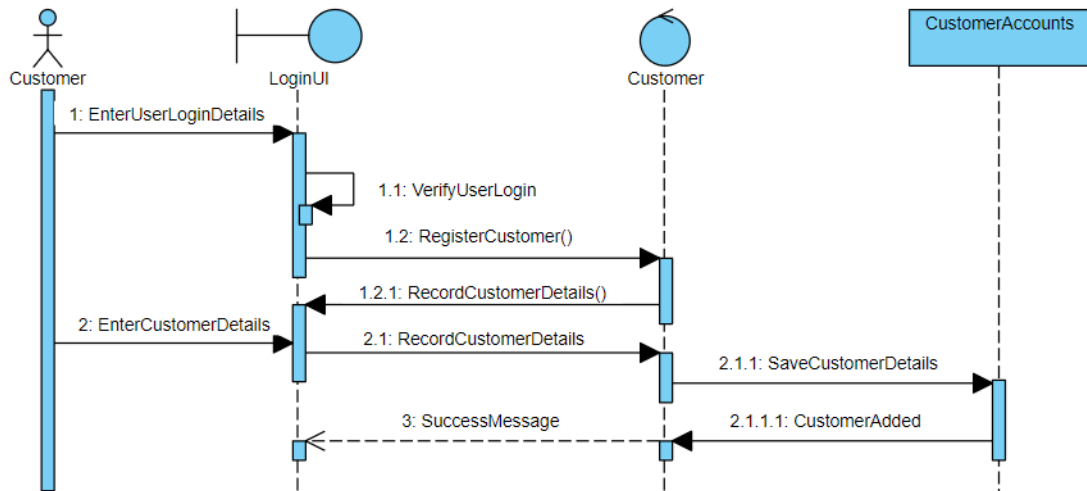 CustomerAccounts
Customer
LoginUI
Customer
1: EnterUserLoginDetails
1.1: VerifyUserLogin
1.2: RegisterCustomer()
1.2.1: RecordCustomerDetails()
2: EnterCustomerDetails
2.1: RecordCustomerDetails
2.1.1: SaveCustomerDetails
3: SuccessMessage
2.1.1.1: CustomerAdded